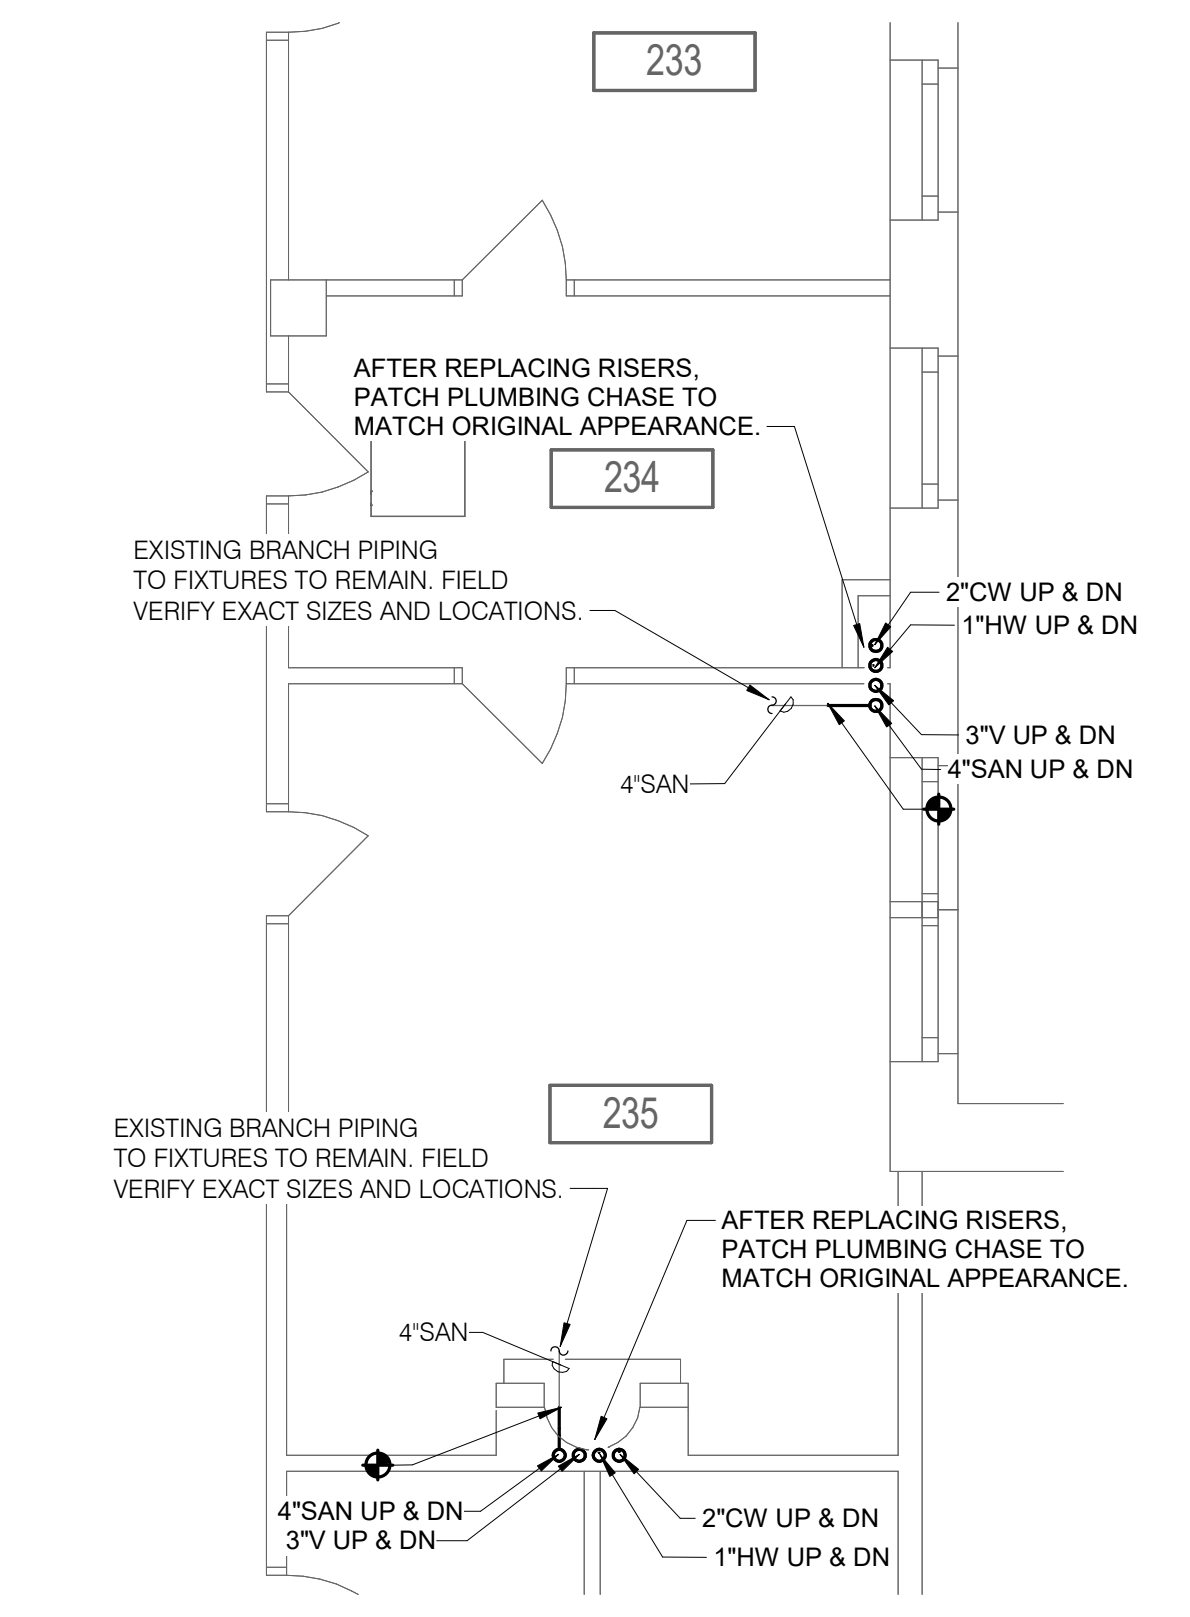 233
AFTER REPLACING RISERS,
PATCH PLUMBING CHASE TO
MATCH ORIGINAL APPEARANCE.
234
EXISTING BRANCH PIPING
TO FIXTURES TO REMAIN. FIELD
VERIFY EXACT SIZES AND LOCATIONS.
2"CW UP & DN
1"HW UP & DN
3"V UP & DN
4"SAN UP & DN
4"SAN
235
EXISTING BRANCH PIPING
TO FIXTURES TO REMAIN. FIELD
VERIFY EXACT SIZES AND LOCATIONS.
AFTER REPLACING RISERS,
PATCH PLUMBING CHASE TO
MATCH ORIGINAL APPEARANCE.
4"SAN
4"SAN UP & DN
3"V UP & DN
2"CW UP & DN
1"HW UP & DN